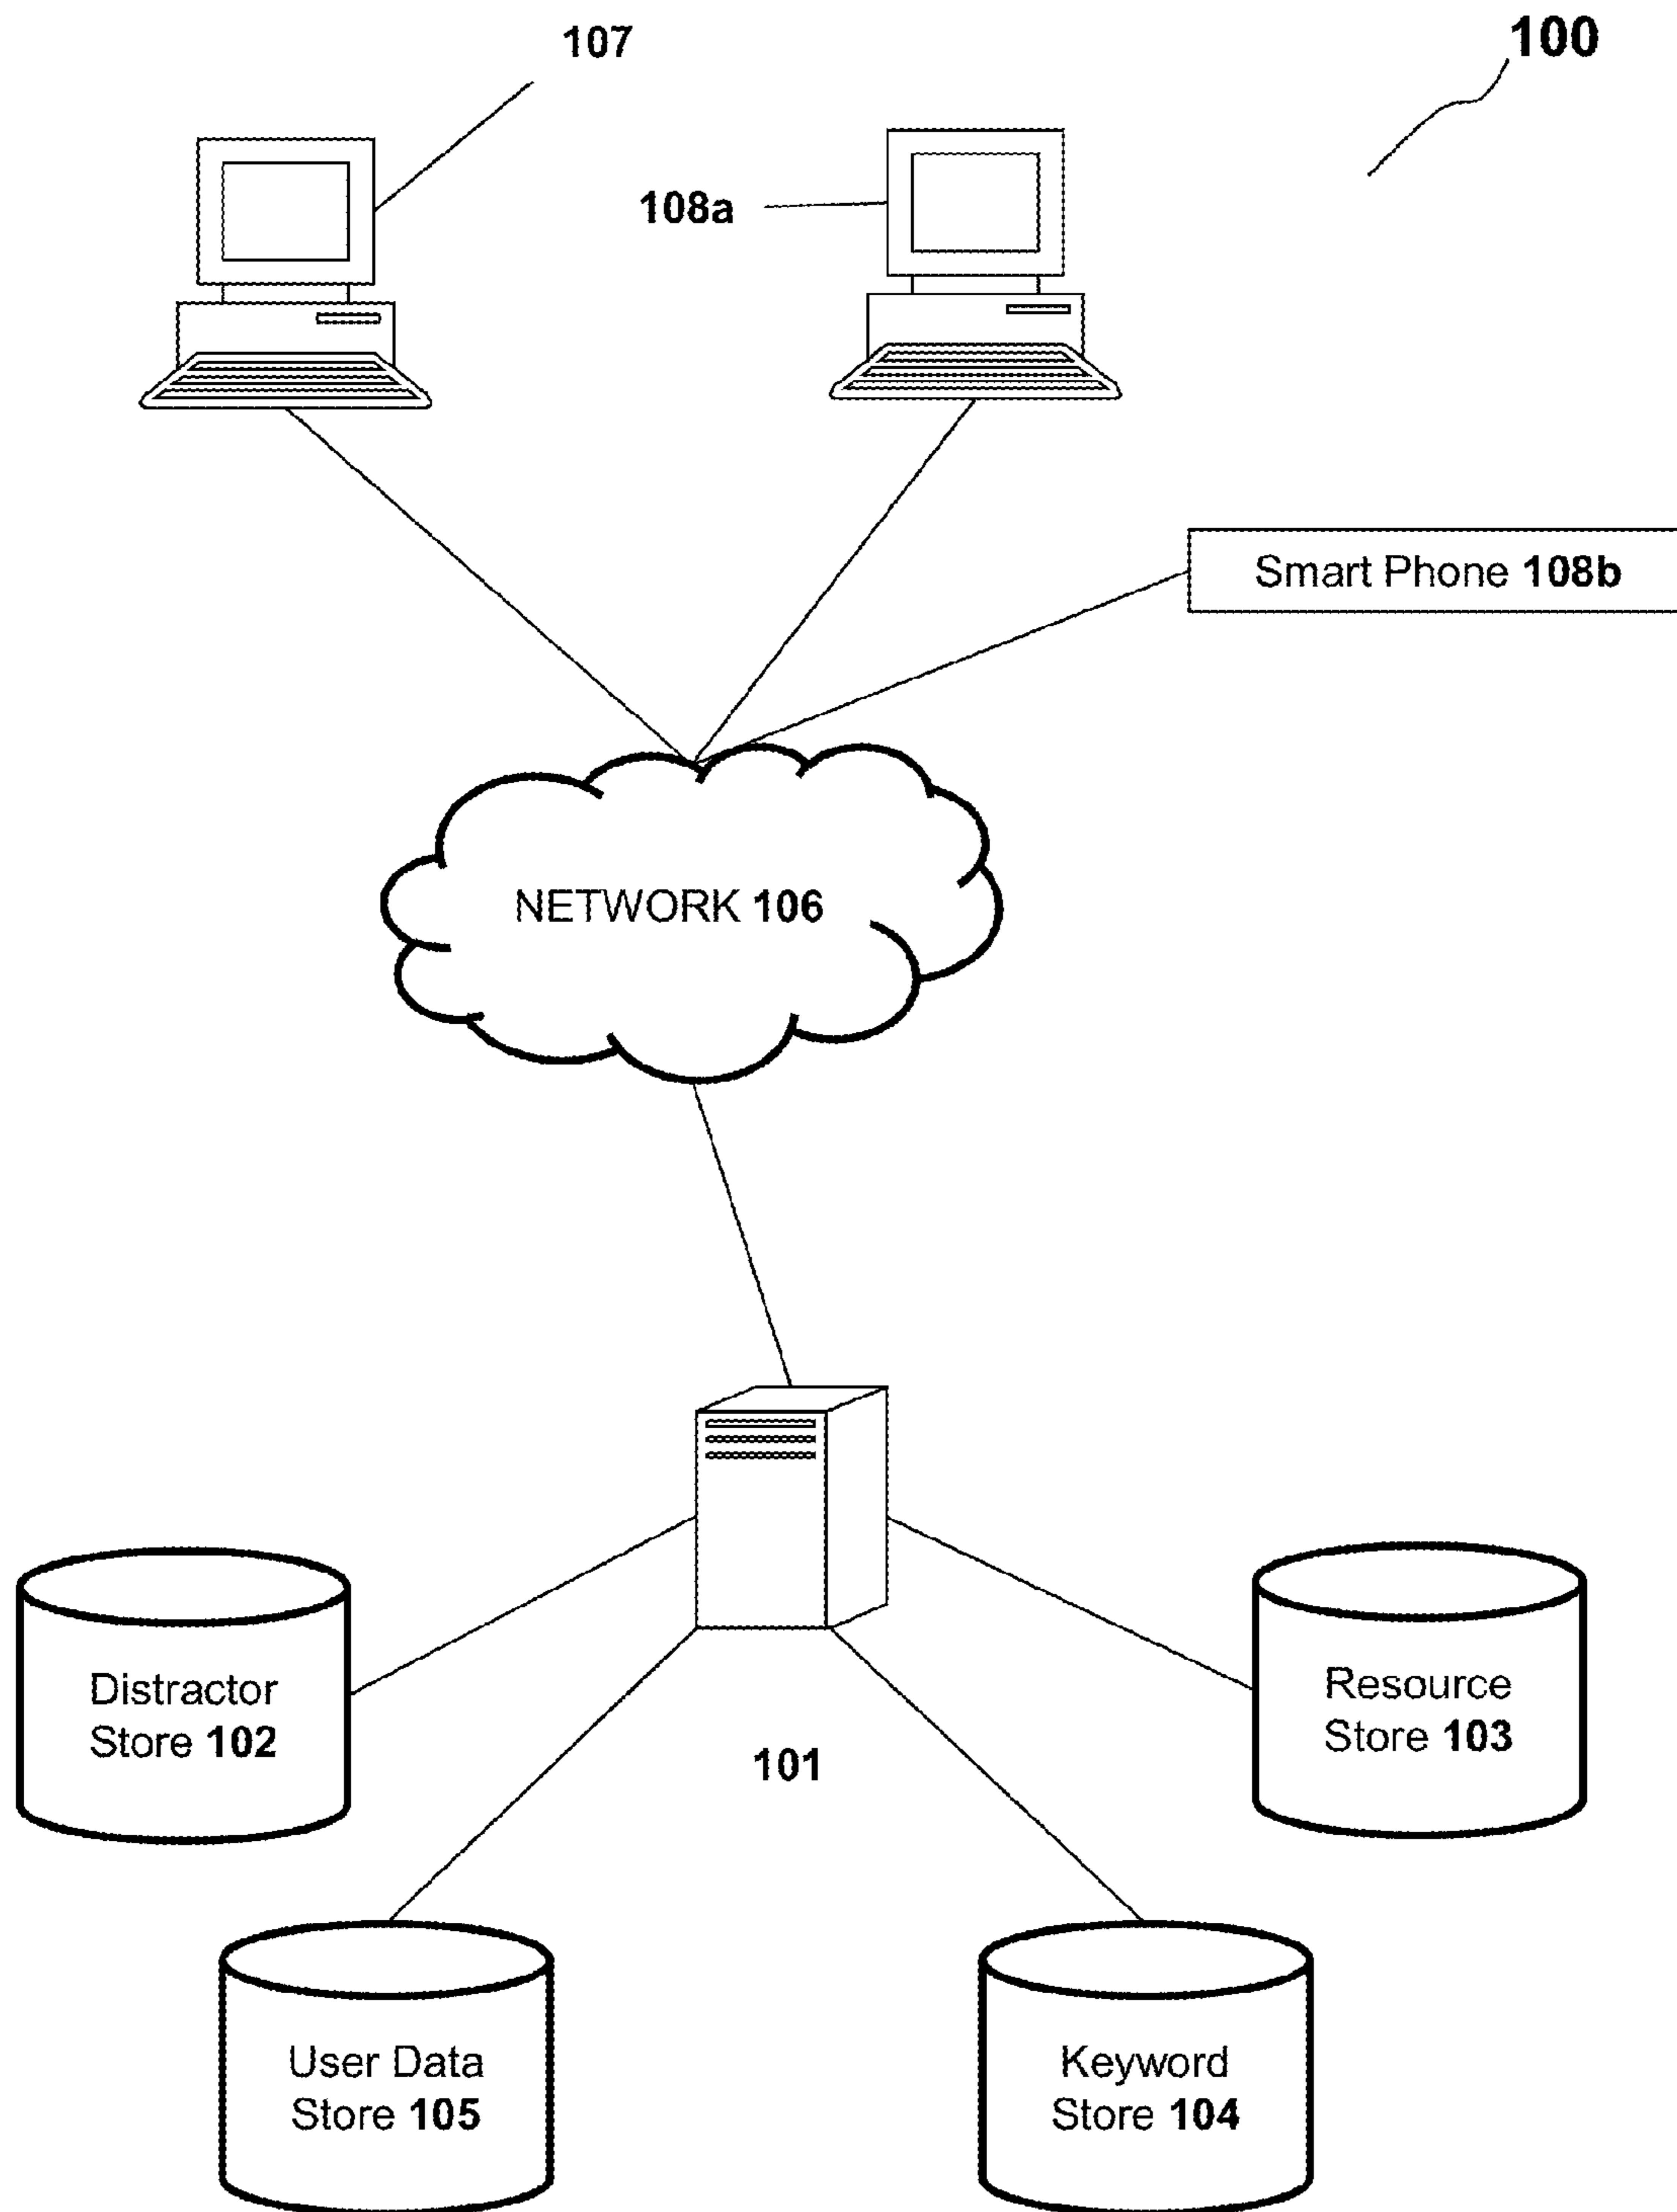 107
100
108a
Smart Phone 108b
NETWORK 106
Distractor
Store 102
Resource
Store 103
101
User Data
Store 105
Keyword
Store 104